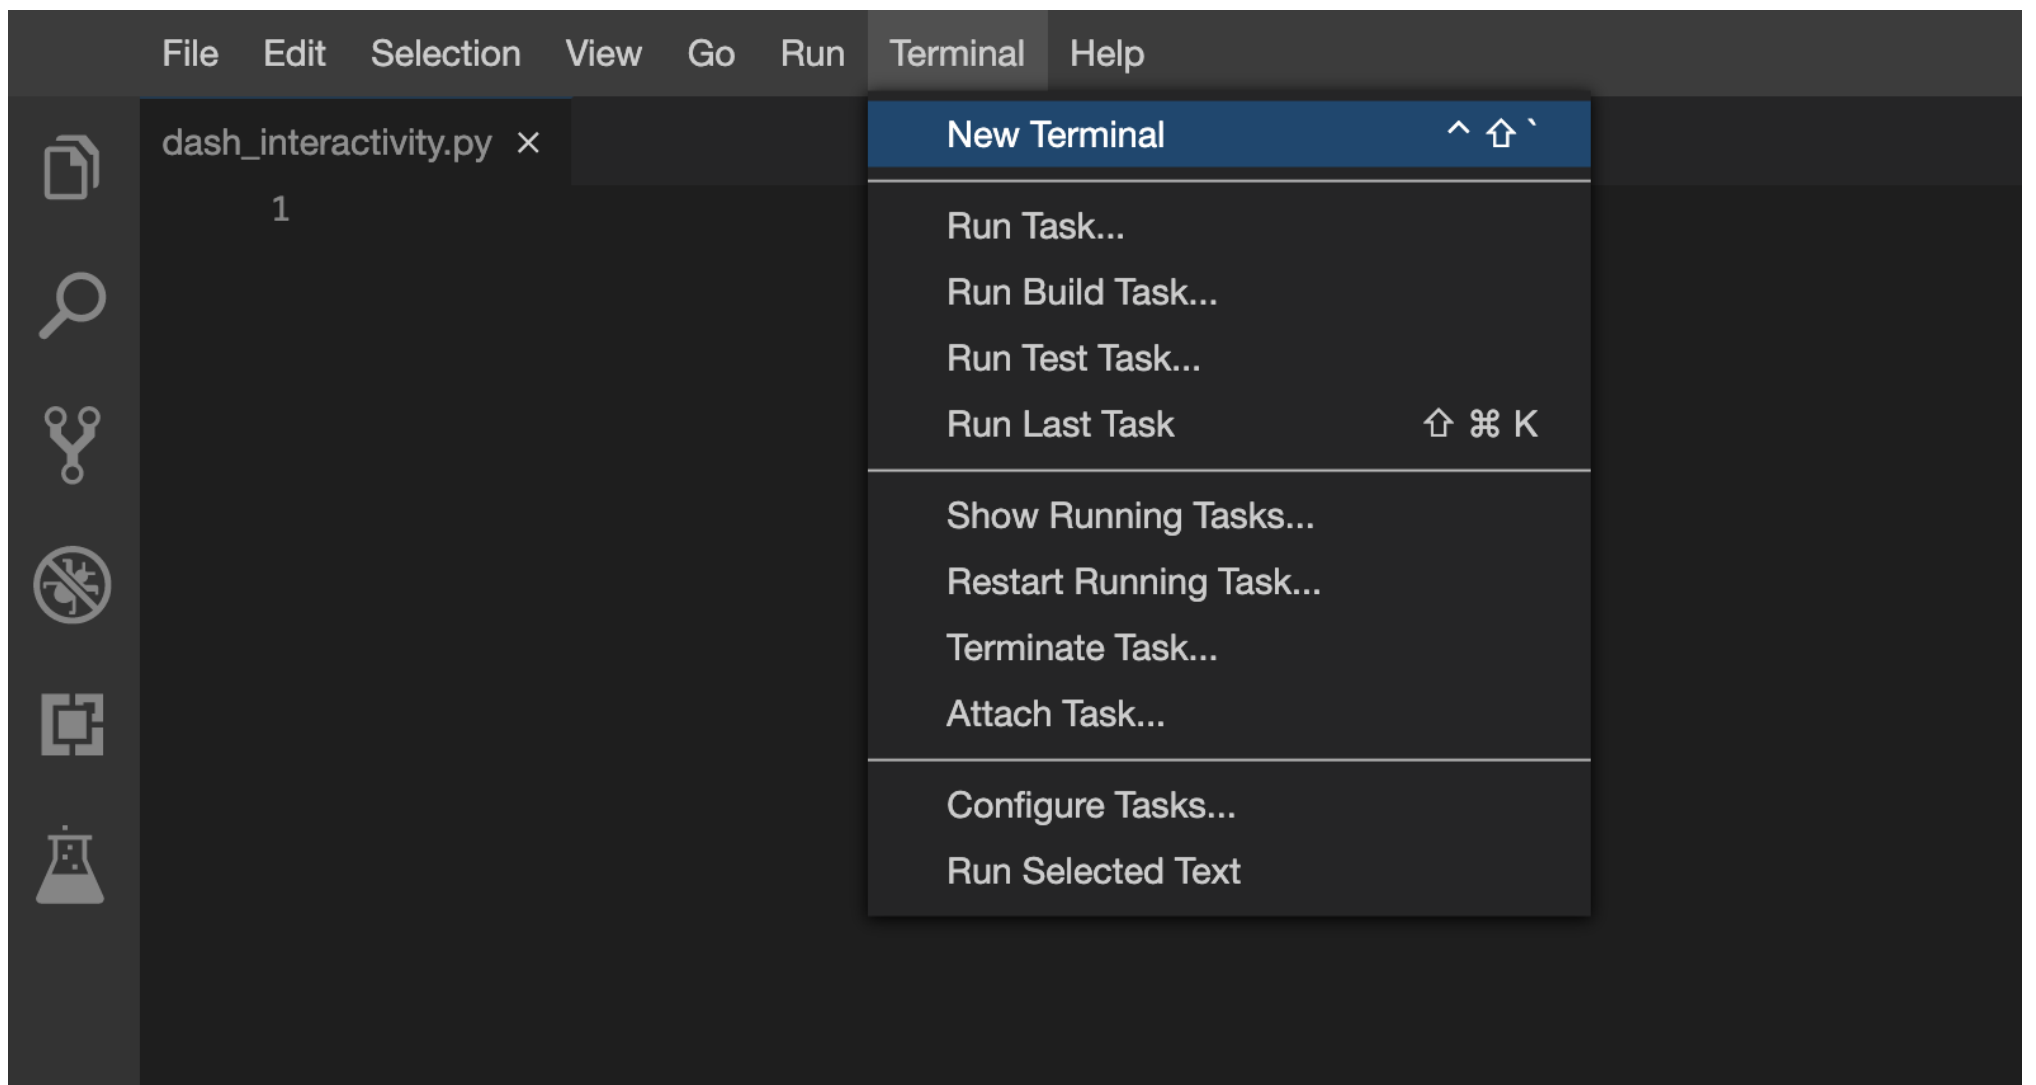 File Edit Selection View Go Run Terminal Help
dash_interactivity.py ×
1
New Terminal ^ ⇧ `
Run Task...
Run Build Task...
Run Test Task...
Run Last Task ⇧ ⌘ K
Show Running Tasks...
Restart Running Task...
Terminate Task...
Attach Task...
Configure Tasks...
Run Selected Text